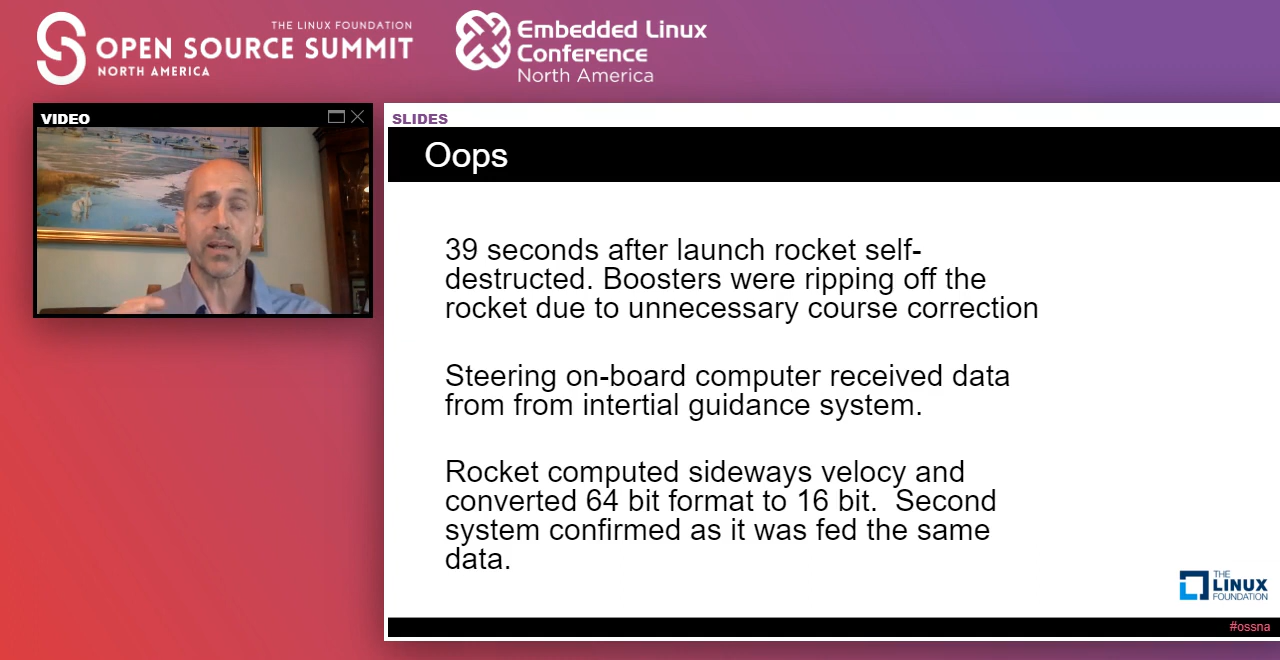 THE LINUX FOUNDATION
OPEN SOURCE SUMMIT
NORTH AMERICA
Embedded Linux
Conference
North America
VIDEO
SLIDES
Oops
39 seconds after launch rocket self-
destructed. Boosters were ripping off the
rocket due to unnecessary course correction
Steering on-board computer received data
from from intertial guidance system.
Rocket computed sideways velocy and
converted 64 bit format to 16 bit.  Second
system confirmed as it was fed the same
data.
THE
LINUX
FOUNDATION
#ossna